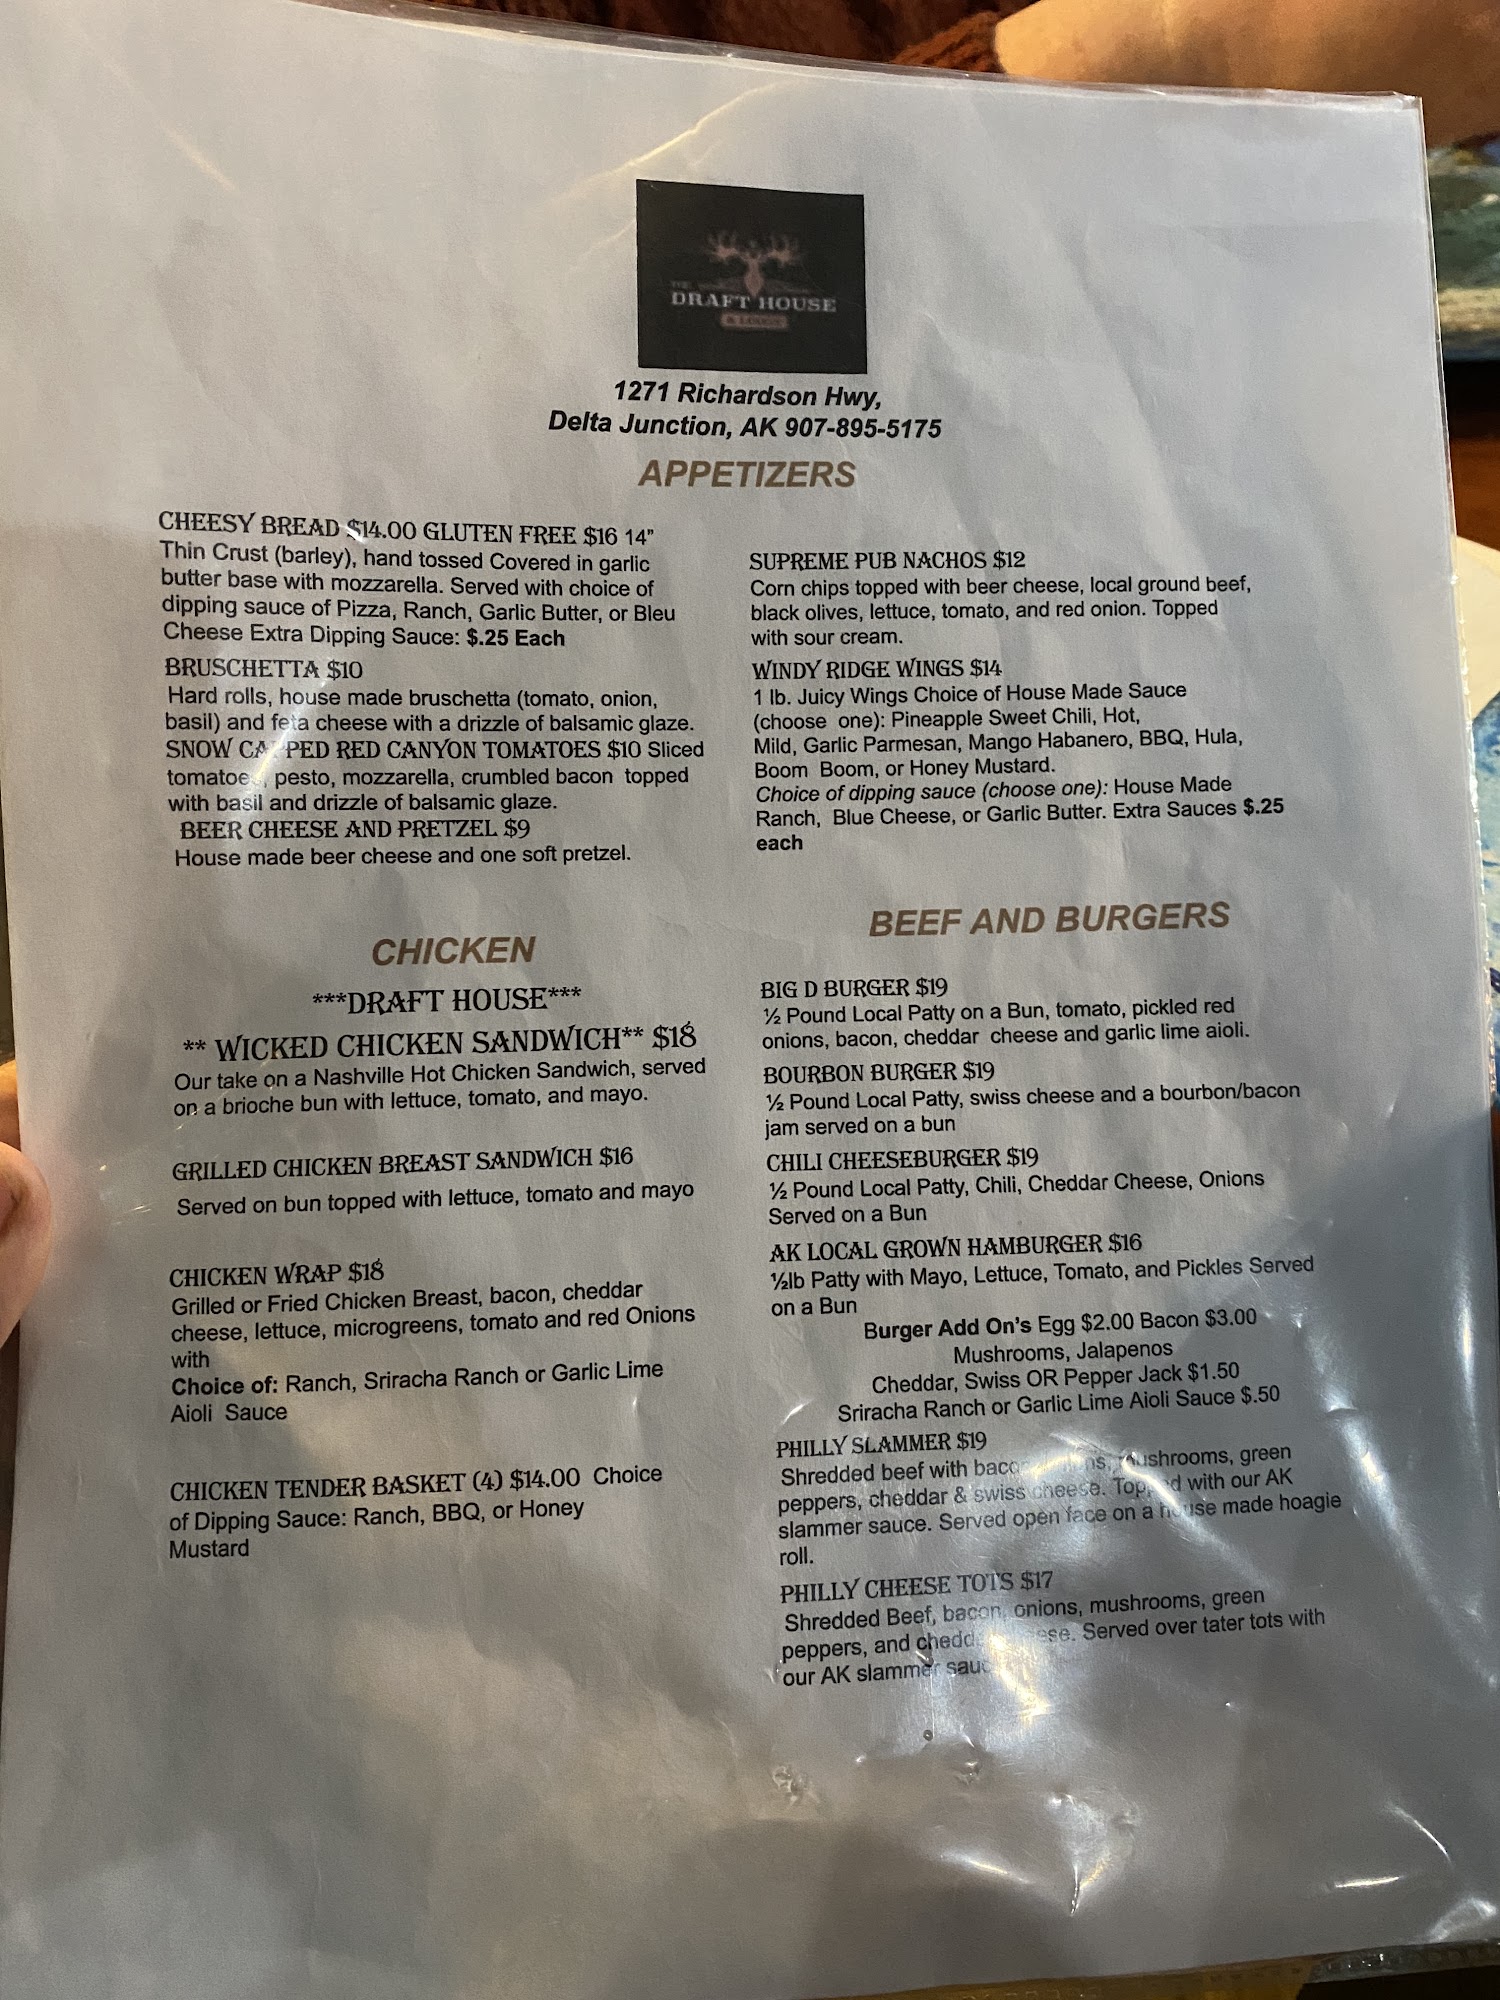 THE
DRAFT HOUSE
& LODGE
1271 Richardson Hwy,
Delta Junction, AK 907-895-5175
APPETIZERS
CHEESY BREAD $14.00 GLUTEN FREE $16 14"
Thin Crust (barley), hand tossed Covered in garlic
butter base with mozzarella. Served with choice of
dipping sauce of Pizza, Ranch, Garlic Butter, or Bleu
Cheese Extra Dipping Sauce: $.25 Each
BRUSCHETTA $10
Hard rolls, house made bruschetta (tomato, onion,
basil) and feta cheese with a drizzle of balsamic glaze.
SNOW CAPPED RED CANYON TOMATOES $10 Sliced
tomatoes, pesto, mozzarella, crumbled bacon topped
with basil and drizzle of balsamic glaze.
BEER CHEESE AND PRETZEL $9
House made beer cheese and one soft pretzel.
SUPREME PUB NACHOS $12
Corn chips topped with beer cheese, local ground beef,
black olives, lettuce, tomato, and red onion. Topped
with sour cream.
WINDY RIDGE WINGS $14
1 lb. Juicy Wings Choice of House Made Sauce
(choose one): Pineapple Sweet Chili, Hot,
Mild, Garlic Parmesan, Mango Habanero, BBQ, Hula,
Boom Boom, or Honey Mustard.
Choice of dipping sauce (choose one): House Made
Ranch, Blue Cheese, or Garlic Butter. Extra Sauces $.25
each
CHICKEN
***DRAFT HOUSE***
** WICKED CHICKEN SANDWICH** $18
Our take on a Nashville Hot Chicken Sandwich, served
on a brioche bun with lettuce, tomato, and mayo.
GRILLED CHICKEN BREAST SANDWICH $16
Served on bun topped with lettuce, tomato and mayo
CHICKEN WRAP $18
Grilled or Fried Chicken Breast, bacon, cheddar
cheese, lettuce, microgreens, tomato and red Onions
with
Choice of: Ranch, Sriracha Ranch or Garlic Lime
Aioli Sauce
CHICKEN TENDER BASKET (4) $14.00 Choice
of Dipping Sauce: Ranch, BBQ, or Honey
Mustard
BEEF AND BURGERS
BIG D BURGER $19
½ Pound Local Patty on a Bun, tomato, pickled red
onions, bacon, cheddar cheese and garlic lime aioli.
BOURBON BURGER $19
½ Pound Local Patty, swiss cheese and a bourbon/bacon
jam served on a bun
CHILI CHEESEBURGER $19
½ Pound Local Patty, Chili, Cheddar Cheese, Onions
Served on a Bun
AK LOCAL GROWN HAMBURGER $16
½lb Patty with Mayo, Lettuce, Tomato, and Pickles Served
on a Bun
Burger Add On's Egg $2.00 Bacon $3.00
Mushrooms, Jalapenos
Cheddar, Swiss OR Pepper Jack $1.50
Sriracha Ranch or Garlic Lime Aioli Sauce $.50
PHILLY SLAMMER $19
Shredded beef with bacon, onions, mushrooms, green
peppers, cheddar & swiss cheese. Topped with our AK
slammer sauce. Served open face on a house made hoagie
roll.
PHILLY CHEESE TOTS $17
Shredded Beef, bacon, onions, mushrooms, green
peppers, and cheddar cheese. Served over tater tots with
our AK slammer sauce